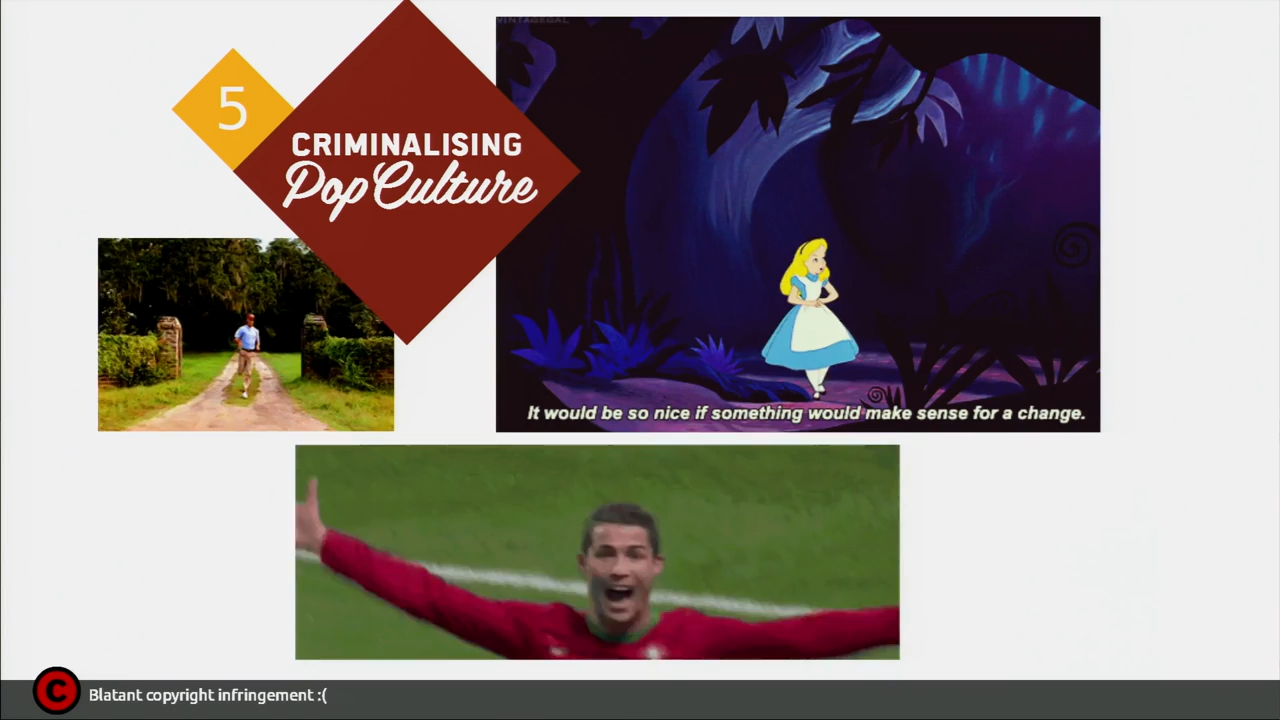 VINTAGEGAL
5
CRIMINALISING
Pop Culture
It would be so nice if something would make sense for a change.
C
Blatant copyright infringement :(